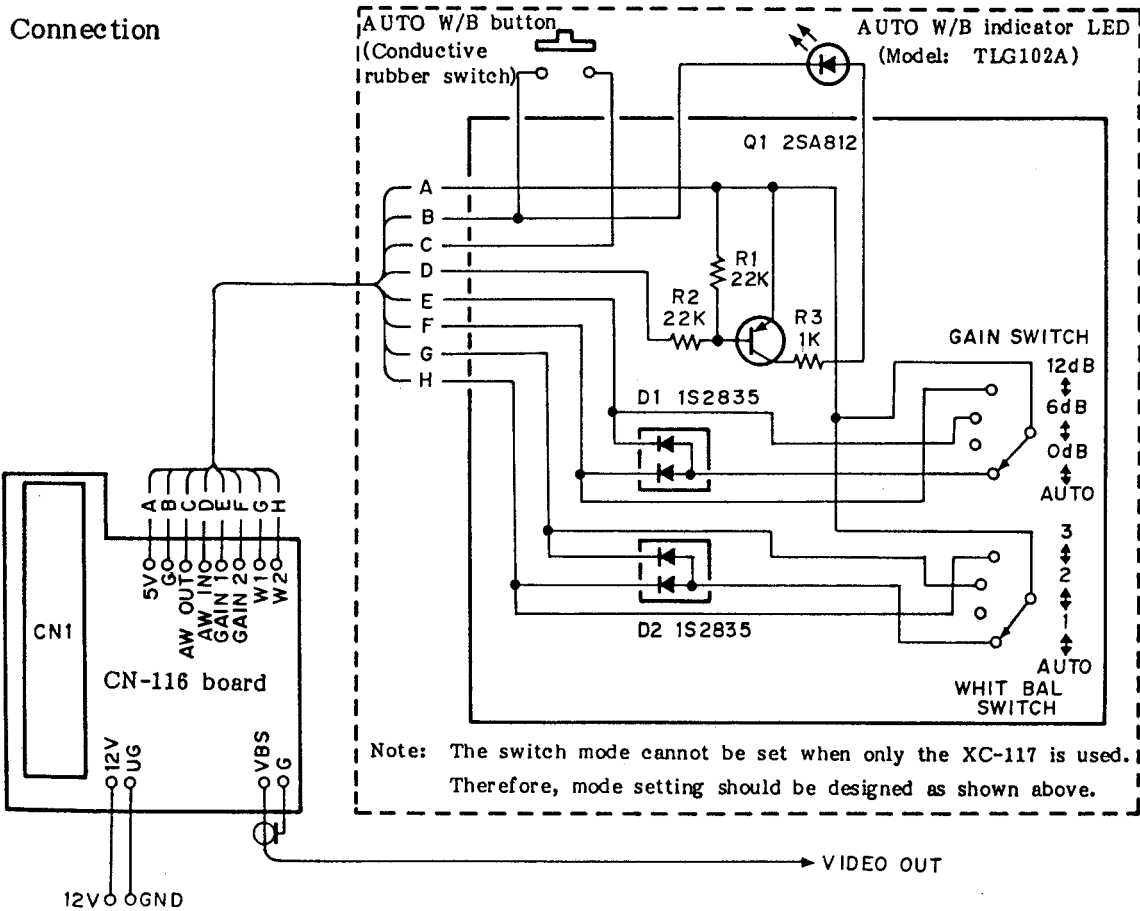 Connection
AUTO W/B button
(Conductive
rubber switch)
AUTO W/B indicator LED
(Model: TLG102A)
Q1 2SA812
A
B
C
D
E
F
G
H
R1
22K
R2
22K
R3
1K
GAIN SWITCH
12dB
6dB
0dB
AUTO
D1 1S2835
3
2
1
AUTO
D2 1S2835
WHIT BAL
SWITCH
A
B
C
D
E
F
G
H
5V
G
AW OUT
AW IN
GAIN 1
GAIN 2
W1
W2
CN1
CN-116 board
12V
UG
VBS
G
Note: The switch mode cannot be set when only the XC-117 is used.
Therefore, mode setting should be designed as shown above.
VIDEO OUT
12V
GND